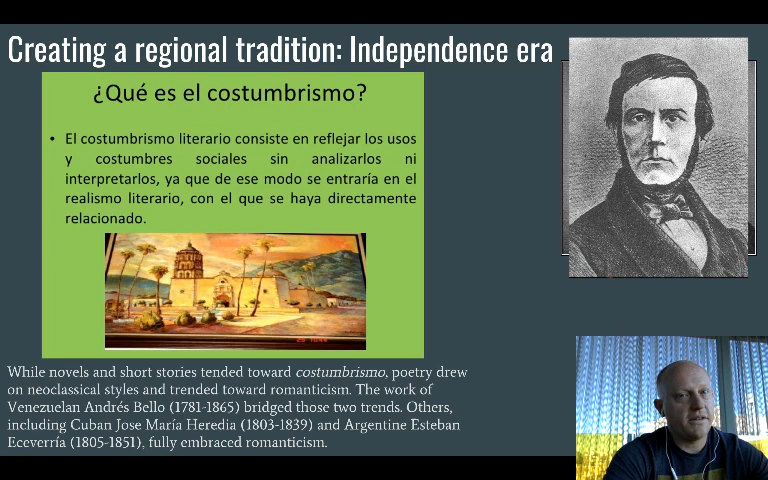 Creating a regional tradition: Independence era
¿Qué es el costumbrismo?
• El costumbrismo literario consiste en reflejar los usos
y costumbres sociales sin analizarlos ni
interpretarlos, ya que de ese modo se entraría en el
realismo literario, con el que se haya directamente
relacionado.
While novels and short stories tended toward costumbrismo, poetry drew
on neoclassical styles and trended toward romanticism. The work of
Venezuelan Andrés Bello (1781-1865) bridged those two trends. Others,
including Cuban Jose María Heredia (1803-1839) and Argentine Esteban
Eceverría (1805-1851), fully embraced romanticism.